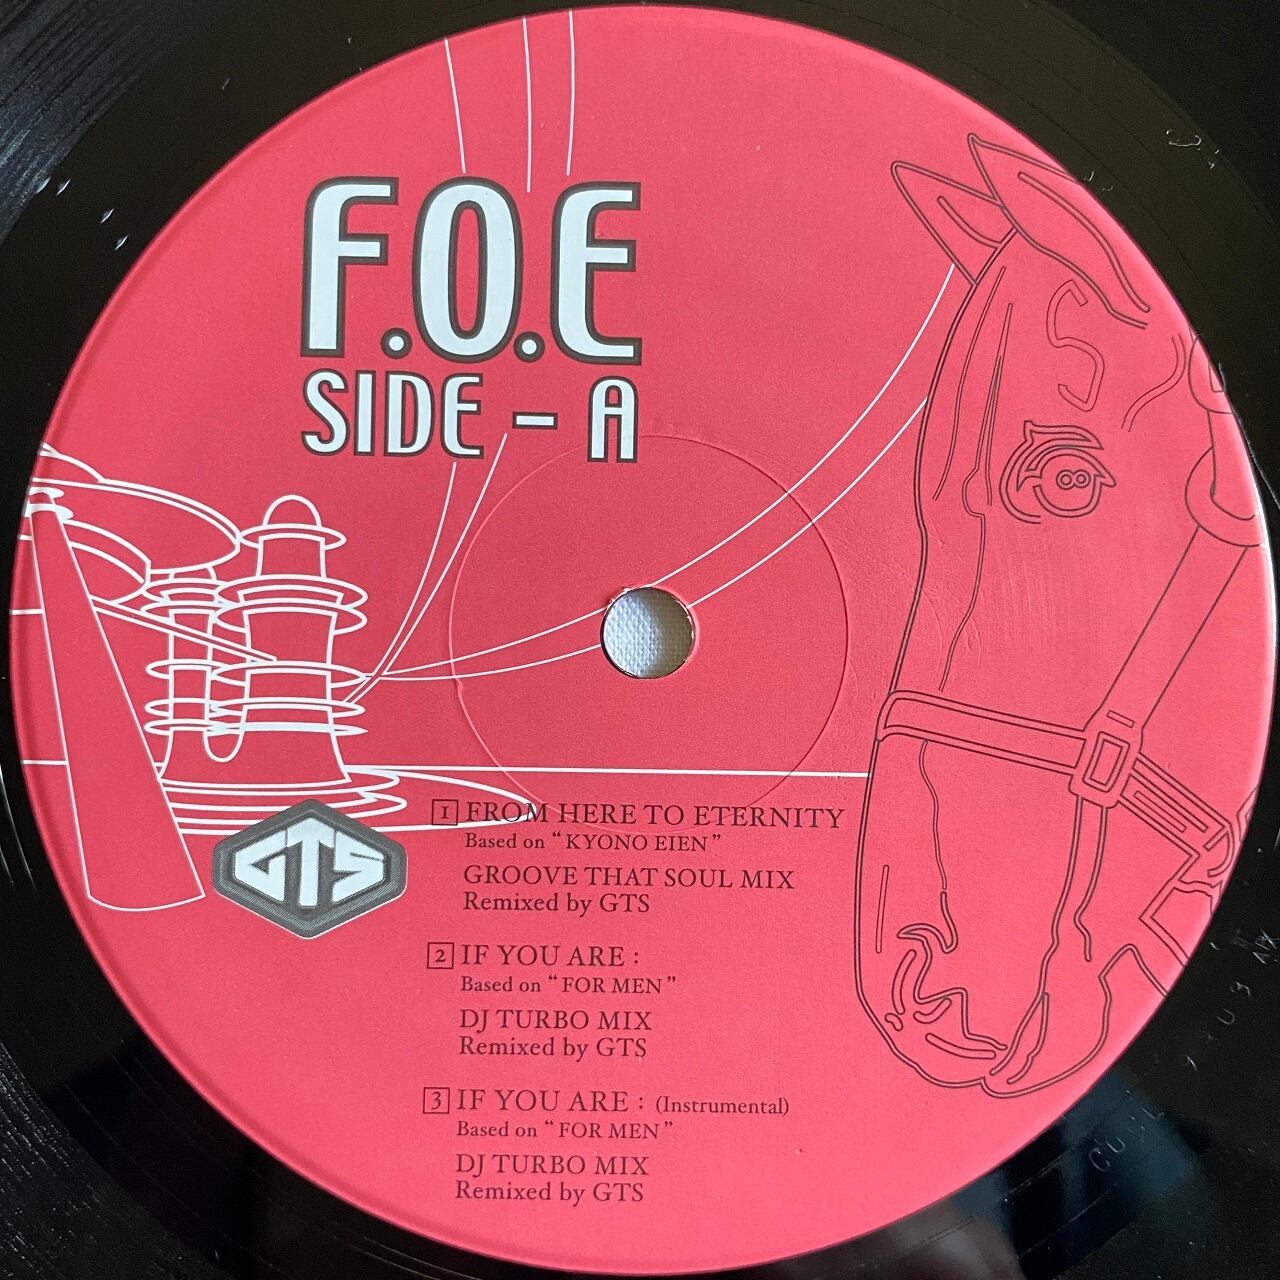 F.O.E
SIDE - A
S
8
GTS
1 FROM HERE TO ETERNITY
Based on “KYONO EIEN”
GROOVE THAT SOUL MIX
Remixed by GTS
2 IF YOU ARE :
Based on “FOR MEN”
DJ TURBO MIX
Remixed by GTS
3 IF YOU ARE : (Instrumental)
Based on “FOR MEN”
DJ TURBO MIX
Remixed by GTS